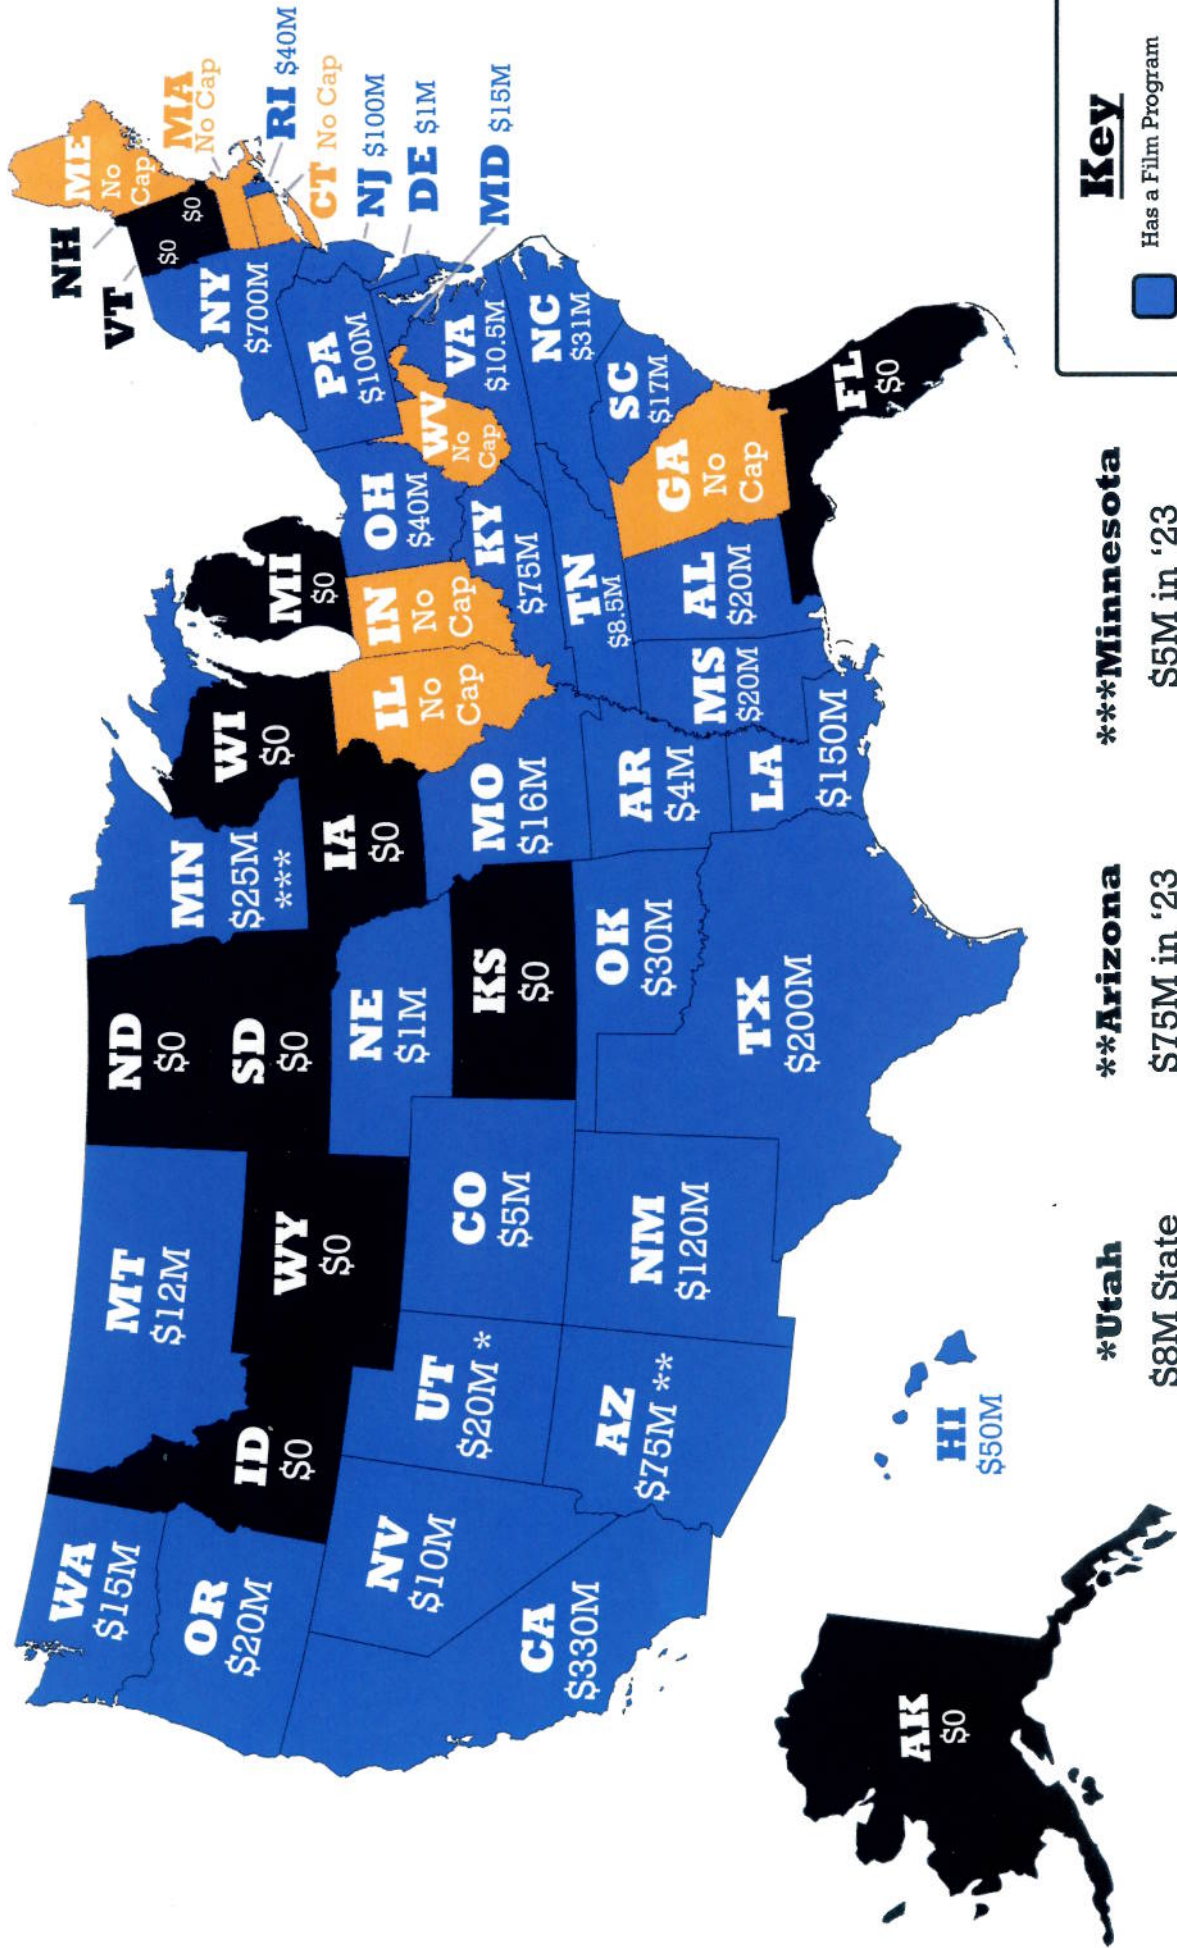 WA
$15M
OR
$20M
CA
$330M
NV
$10M
ID
$0
MT
$12M
WY
$0
UT
$20M *
AZ
$75M **
CO
$5M
NM
$120M
ND
$0
SD
$0
NE
$1M
KS
$0
OK
$30M
TX
$200M
MN
$25M
***
IA
$0
MO
$16M
AR
$4M
LA
$150M
WI
$0
IL
No
Cap
MI
$0
IN
No
Cap
OH
$40M
KY
$75M
TN
$8.5M
MS
$20M
AL
$20M
GA
No
Cap
FL
$0
SC
$17M
NC
$31M
VA
$10.5M
WV
No
Cap
PA
$100M
NY
$700M
VT
$0
NH
$0
ME
No
Cap
MA
No Cap
RI $40M
CT No Cap
NJ $100M
DE $1M
MD $15M
AK
$0
HI
$50M
*Utah
$8M State
**Arizona
$75M in ‘23
***Minnesota
$5M in ‘23
Key
Has a Film Program